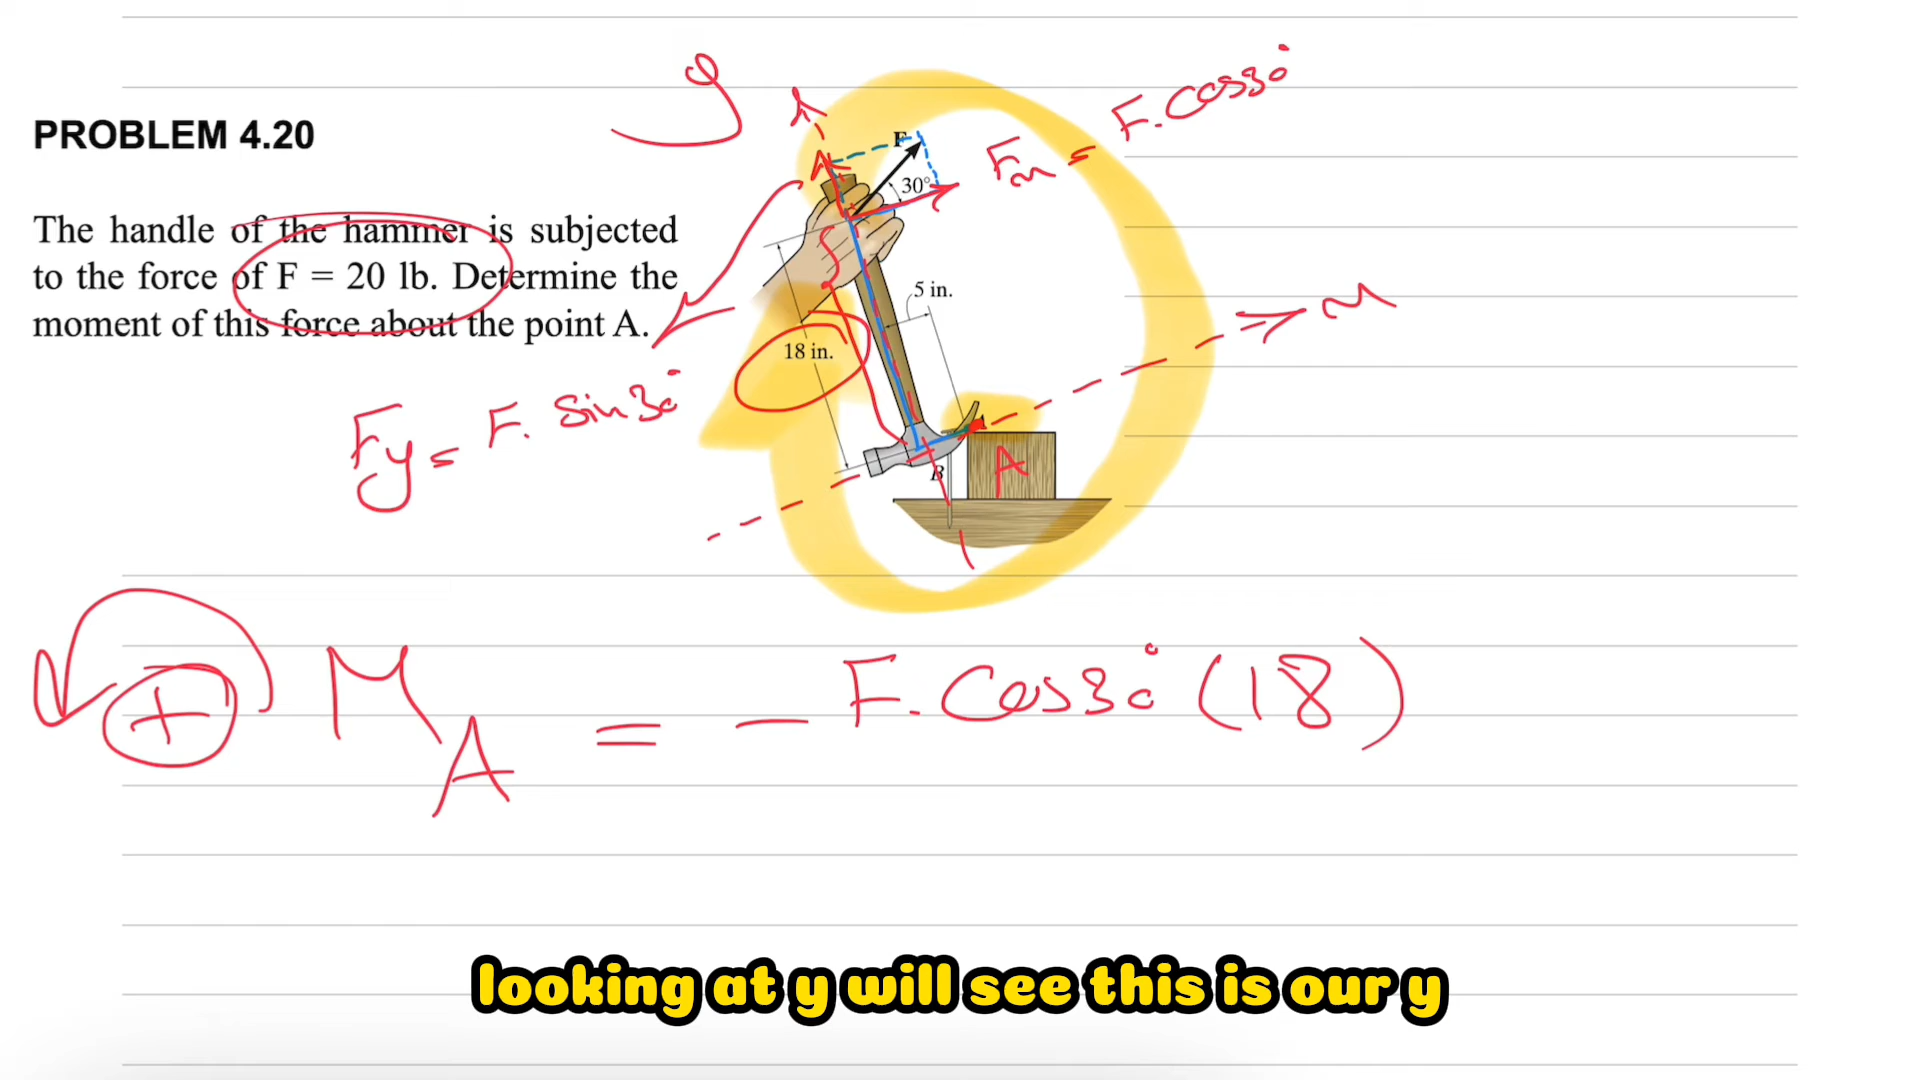 PROBLEM 4.20
The handle of the hammer is subjected
to the force of F = 20 lb. Determine the
moment of this force about the point A.
y
F
30°
Fx = F. Cos30°
5 in.
x
18 in.
Fy = F. Sin30°
B
A
+ M_A = - F. Cos30° (18)
looking at y will see this is our y